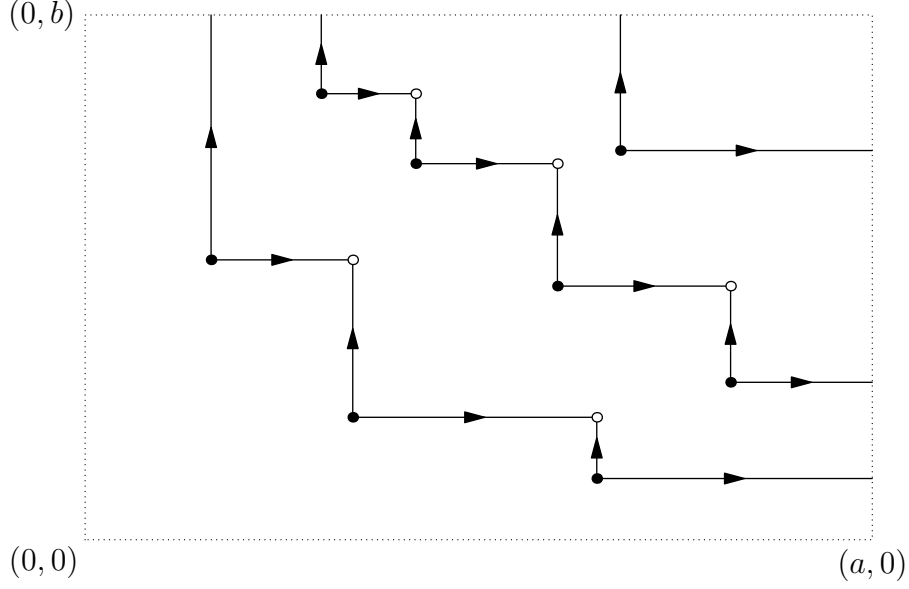 (0, b)
(0, 0)
(a, 0)